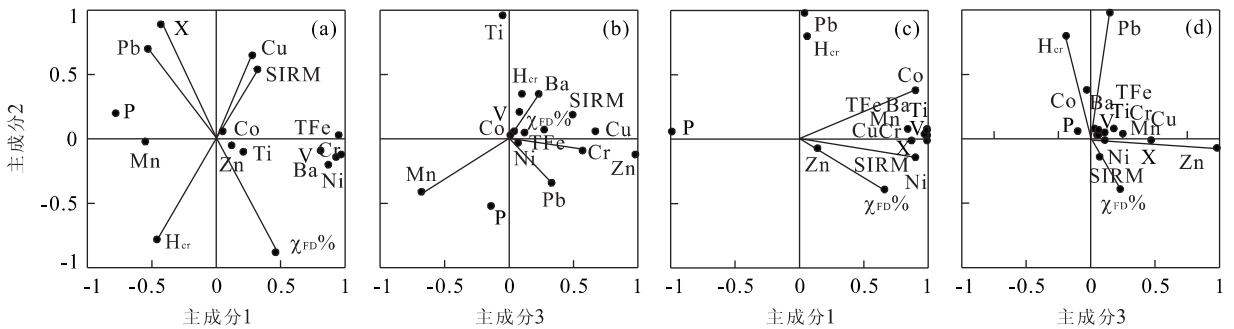 主成分2
1
0.5
0
-0.5
-1
(a)
X
Pb
Cu
SIRM
P
Co
TFe
Mn
Zn
Ti
V
Cr
Ba
Ni
Hcr
χFD%
-1
-0.5
0
0.5
1
主成分1
(b)
Ti
Hcr
Ba
SIRM
V
χFD%
Co
TFe
Cu
Ni
Cr
Zn
Mn
Pb
P
-1
-0.5
0
0.5
1
主成分3
(c)
Pb
Hcr
Co
TFe
Ba
Ti
Mn
P
Cu
Cr
V
X
Zn
SIRM
Ni
χFD%
-1
-0.5
0
0.5
1
主成分1
(d)
Pb
Hcr
TFe
Co
Ba
Ti
Cr
Cu
P
V
Mn
Ni
X
Zn
SIRM
χFD%
-1
-0.5
0
0.5
1
主成分3